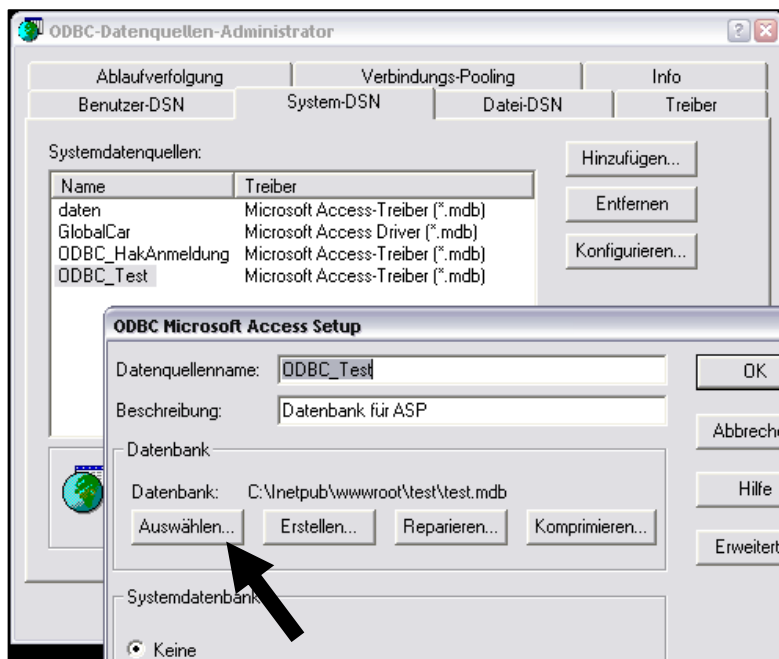 ODBC-Datenquellen-Administrator
Ablaufverfolgung Verbindungs-Pooling Info
Benutzer-DSN System-DSN Datei-DSN Treiber
Systemdatenquellen:
Hinzufügen...
Name Treiber
daten Microsoft Access-Treiber (*.mdb)
GlobalCar Microsoft Access Driver (*.mdb)
ODBC_HakAnmeldung Microsoft Access-Treiber (*.mdb)
ODBC_Test Microsoft Access-Treiber (*.mdb)
Entfernen
Konfigurieren...
ODBC Microsoft Access Setup
Datenquellenname: ODBC_Test
OK
Beschreibung: Datenbank für ASP
Abbreche
Datenbank
Datenbank: C:\Inetpub\wwwroot\test\test.mdb
Hilfe
Auswählen... Erstellen... Reparieren... Komprimieren...
Erweitert
Systemdatenbank
Keine